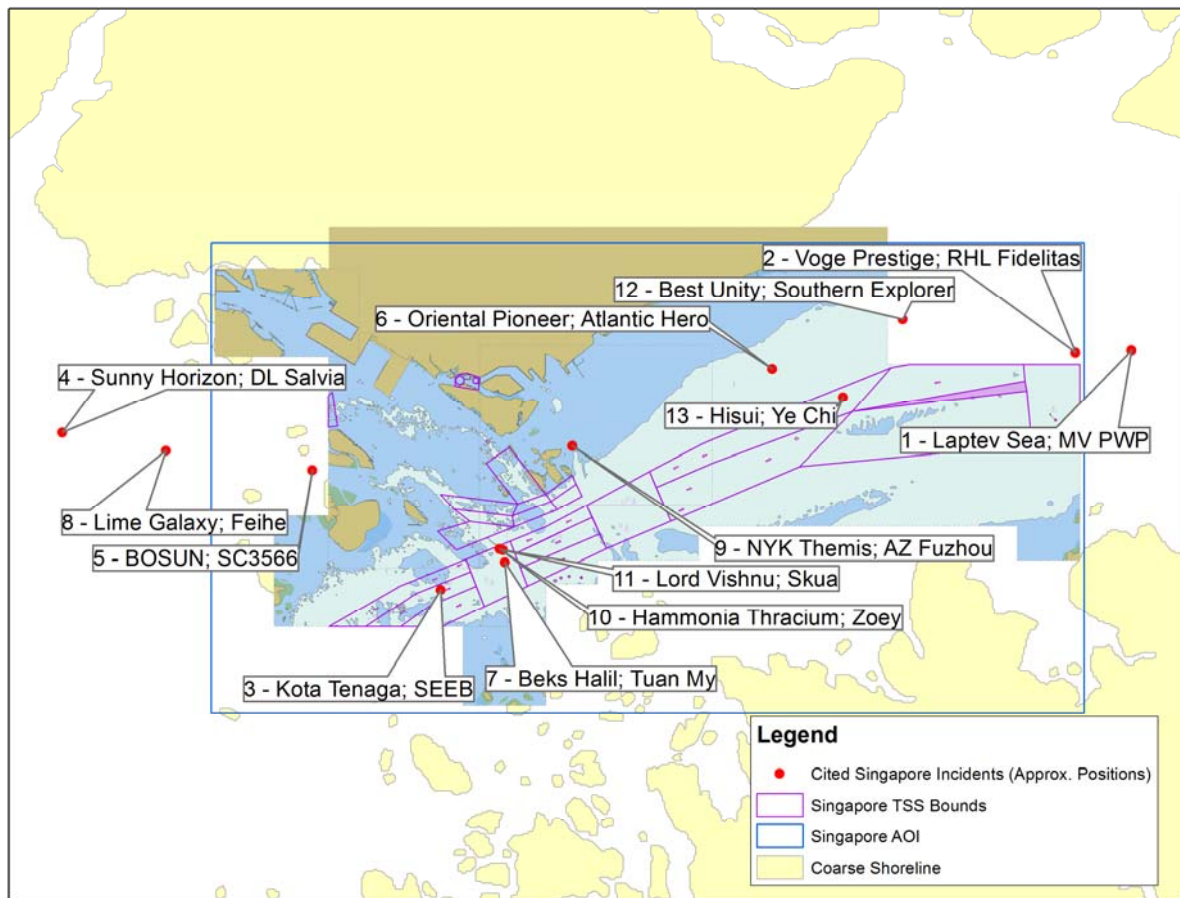 2 - Voge Prestige; RHL Fidelitas
12 - Best Unity; Southern Explorer
6 - Oriental Pioneer; Atlantic Hero
4 - Sunny Horizon; DL Salvia
13 - Hisui; Ye Chi
1 - Laptev Sea; MV PWP
8 - Lime Galaxy; Feihe
9 - NYK Themis; AZ Fuzhou
5 - BOSUN; SC3566
11 - Lord Vishnu; Skua
10 - Hammonia Thracium; Zoey
7 - Beks Halil; Tuan My
3 - Kota Tenaga; SEEB
Legend
Cited Singapore Incidents (Approx. Positions)
Singapore TSS Bounds
Singapore AOI
Coarse Shoreline